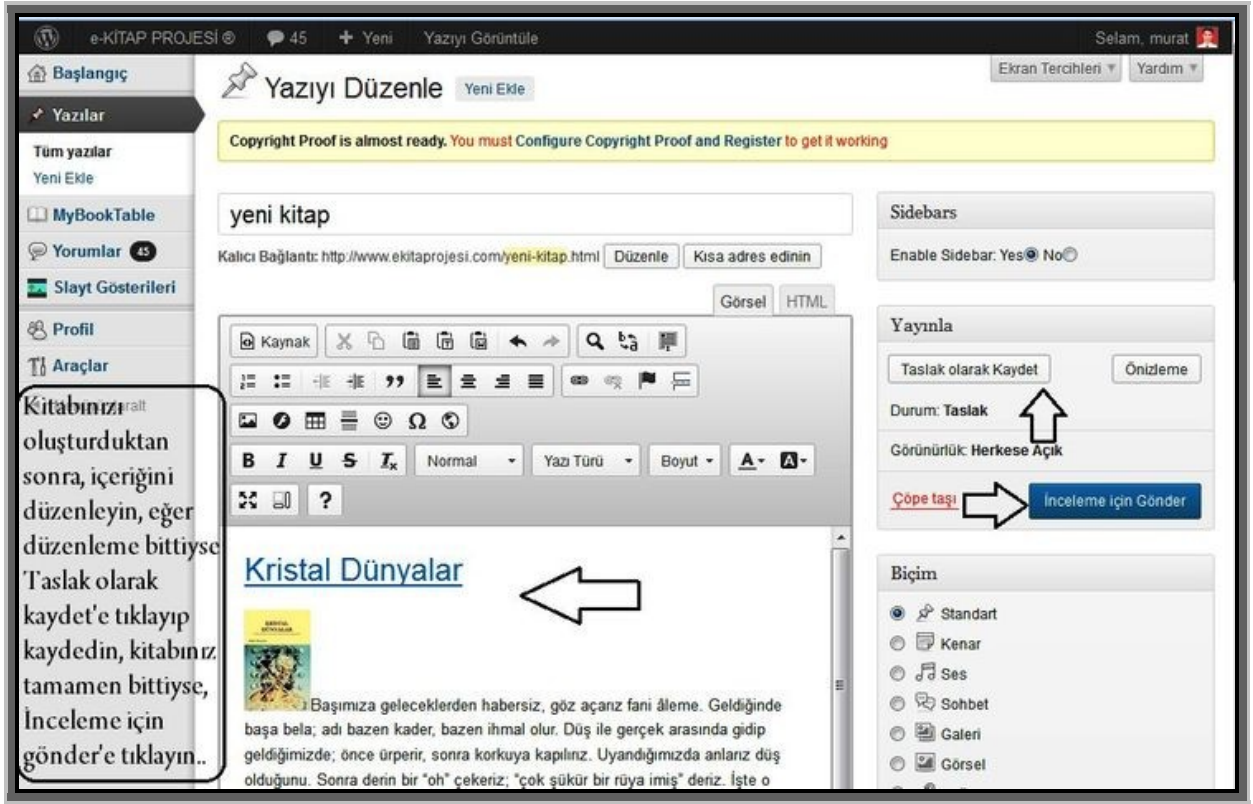 e-KİTAP PROJESİ ® 45 + Yeni Yazıyı Görüntüle Selam, murat
Başlangıç
Yazılar
Tüm yazılar
Yeni Ekle
MyBookTable
Yorumlar 45
Slayt Gösterileri
Profil
Araçlar
Kitabınızı
oluşturduktan
sonra, içeriğini
düzenleyin, eğer
düzenleme bittiyse
Taslak olarak
kaydet'e tıklayıp
kaydedin, kitabınız
tamamen bittiyse,
İnceleme için
gönder'e tıklayın..
Ekran Tercihleri Yardım
Yazıyı Düzenle Yeni Ekle
Copyright Proof is almost ready. You must Configure Copyright Proof and Register to get it working
yeni kitap
Kalıcı Bağlantı: http://www.ekitaprojesi.com/yeni-kitap.html Düzenle Kısa adres edinin
Görsel HTML
Kaynak
B I U S Ix Normal Yazı Türü Boyut A A
?
Kristal Dünyalar
KRISTAL
DÜNYALAR
Başımıza geleceklerden habersiz, göz açarız fani âleme. Geldiğinde
başa bela; adı bazen kader, bazen ihmal olur. Düş ile gerçek arasında gidip
geldiğimizde; önce ürperir, sonra korkuya kapılırız. Uyandığımızda anlarız düş
olduğunu. Sonra derin bir "oh" çekeriz; "çok şükür bir rüya imiş" deriz. İşte o
Sidebars
Enable Sidebar: Yes No
Yayınla
Taslak olarak Kaydet Önizleme
Durum: Taslak
Görünürlük: Herkese Açık
Çöpe taşı İnceleme için Gönder
Biçim
Standart
Kenar
Ses
Sohbet
Galeri
Görsel